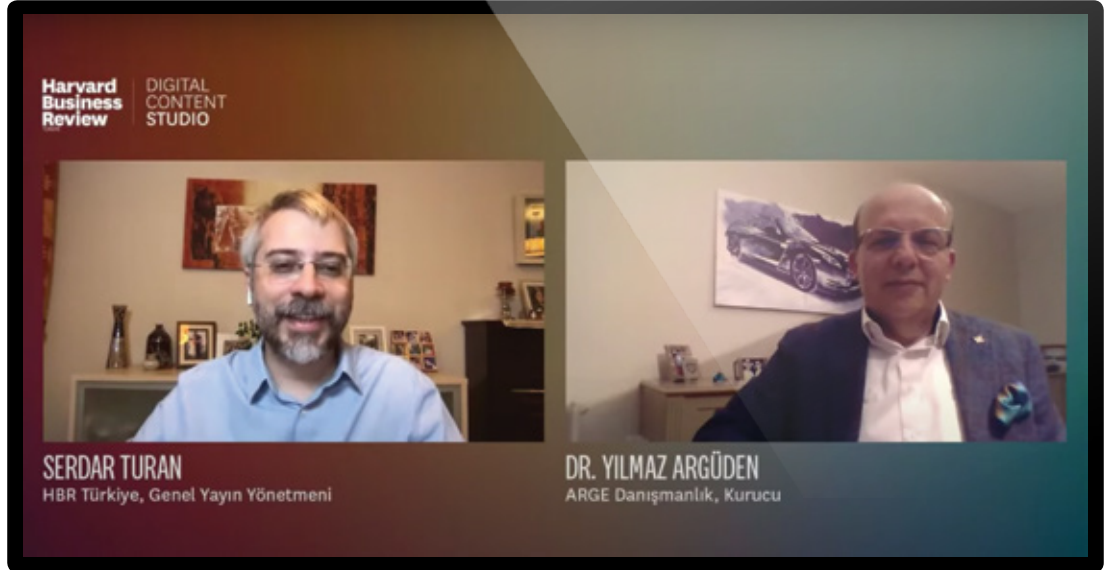 Harvard
Business
Review
DIGITAL
CONTENT
STUDIO
SERDAR TURAN
HBR Türkiye, Genel Yayın Yönetmeni
DR. YILMAZ ARGÜDEN
ARGE Danışmanlık, Kurucu